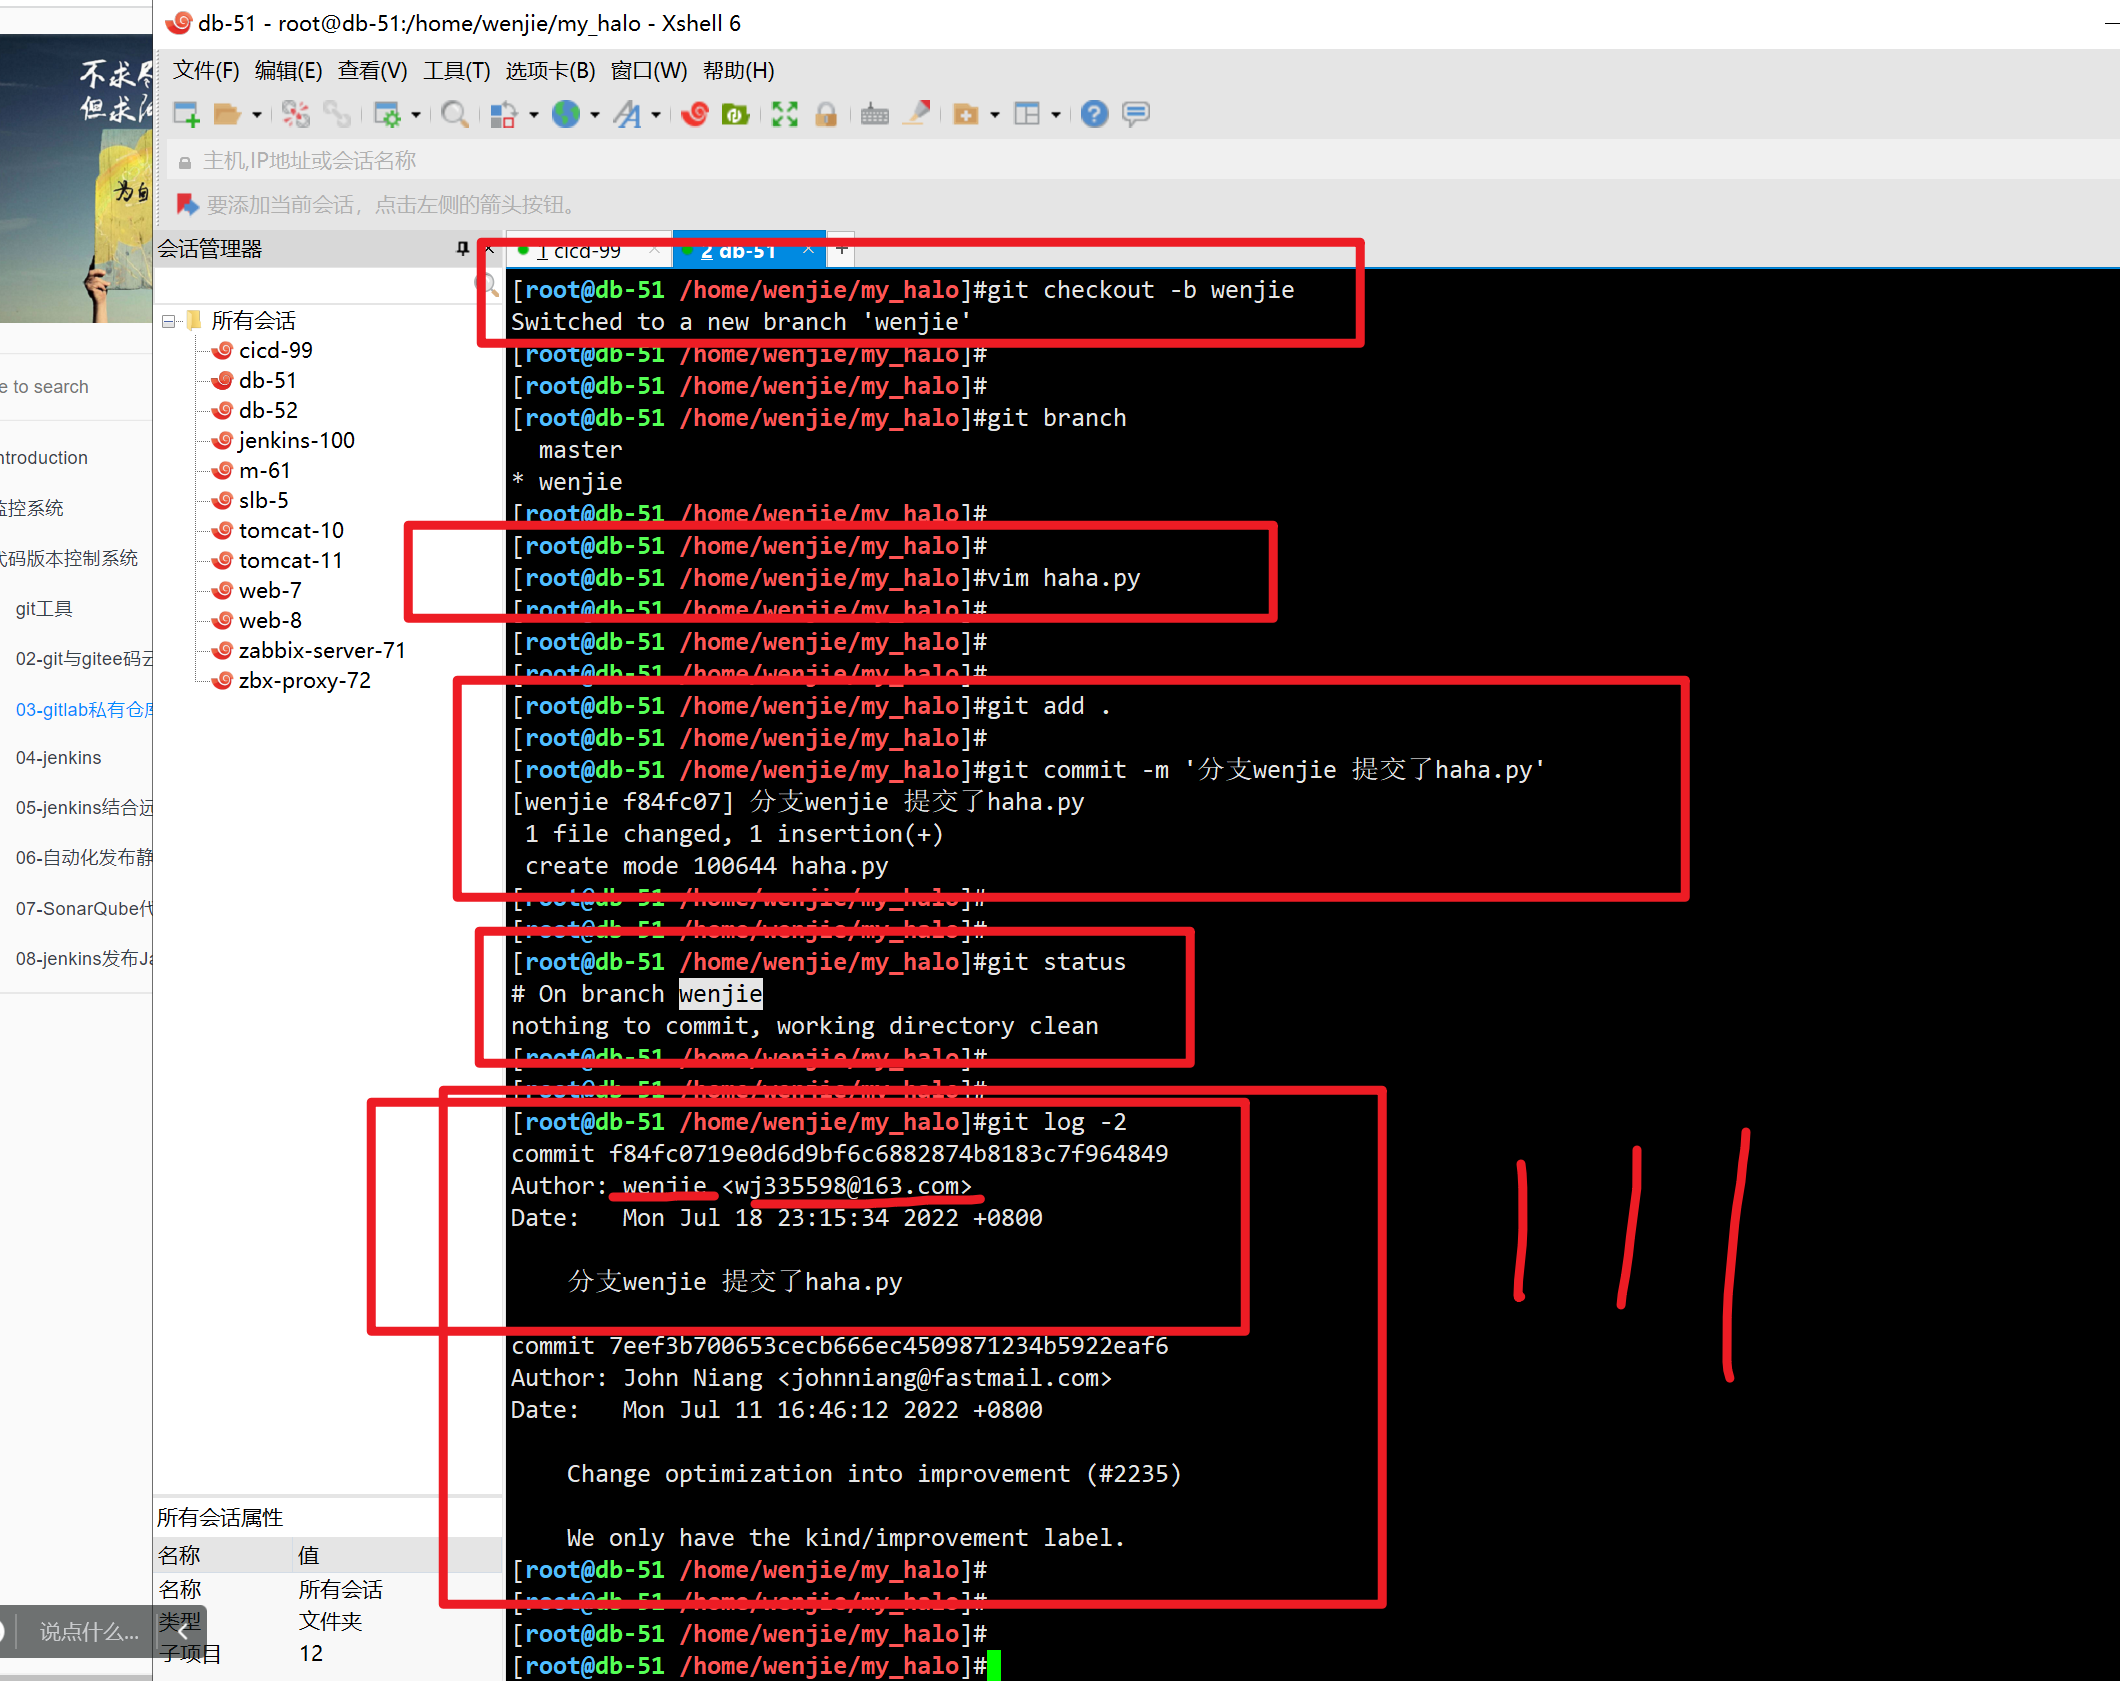 db-51 - root@db-51:/home/wenjie/my_halo - Xshell 6
文件(F) 编辑(E) 查看(V) 工具(T) 选项卡(B) 窗口(W) 帮助(H)
主机,IP地址或会话名称
要添加当前会话，点击左侧的箭头按钮。
不求尽
但求
为自
e to search
ntroduction
监控系统
代码版本控制系统
git工具
02-git与gitee码云
03-gitlab私有仓库
04-jenkins
05-jenkins结合运
06-自动化发布静
07-SonarQube代
08-jenkins发布Ja
说点什么...
会话管理器
所有会话
cicd-99
db-51
db-52
jenkins-100
m-61
slb-5
tomcat-10
tomcat-11
web-7
web-8
zabbix-server-71
zbx-proxy-72
所有会话属性
名称 值
名称 所有会话
类型 文件夹
子项目 12
1 cicd-99 2 db-51 +
[root@db-51 /home/wenjie/my_halo]#git checkout -b wenjie
Switched to a new branch 'wenjie'
[root@db-51 /home/wenjie/my_halo]#
[root@db-51 /home/wenjie/my_halo]#
[root@db-51 /home/wenjie/my_halo]#git branch
  master
* wenjie
[root@db-51 /home/wenjie/my_halo]#
[root@db-51 /home/wenjie/my_halo]#
[root@db-51 /home/wenjie/my_halo]#vim haha.py
[root@db-51 /home/wenjie/my_halo]#
[root@db-51 /home/wenjie/my_halo]#
[root@db-51 /home/wenjie/my_halo]#
[root@db-51 /home/wenjie/my_halo]#git add .
[root@db-51 /home/wenjie/my_halo]#
[root@db-51 /home/wenjie/my_halo]#git commit -m '分支wenjie 提交了haha.py'
[wenjie f84fc07] 分支wenjie 提交了haha.py
 1 file changed, 1 insertion(+)
 create mode 100644 haha.py
[root@db-51 /home/wenjie/my_halo]#
[root@db-51 /home/wenjie/my_halo]#
[root@db-51 /home/wenjie/my_halo]#git status
# On branch wenjie
nothing to commit, working directory clean
[root@db-51 /home/wenjie/my_halo]#
[root@db-51 /home/wenjie/my_halo]#
[root@db-51 /home/wenjie/my_halo]#git log -2
commit f84fc0719e0d6d9bf6c6882874b8183c7f964849
Author: wenjie <wj335598@163.com>
Date:   Mon Jul 18 23:15:34 2022 +0800
    分支wenjie 提交了haha.py
commit 7eef3b700653cecb666ec4509871234b5922eaf6
Author: John Niang <johnniang@fastmail.com>
Date:   Mon Jul 11 16:46:12 2022 +0800
    Change optimization into improvement (#2235)
    We only have the kind/improvement label.
[root@db-51 /home/wenjie/my_halo]#
[root@db-51 /home/wenjie/my_halo]#
[root@db-51 /home/wenjie/my_halo]#
[root@db-51 /home/wenjie/my_halo]#